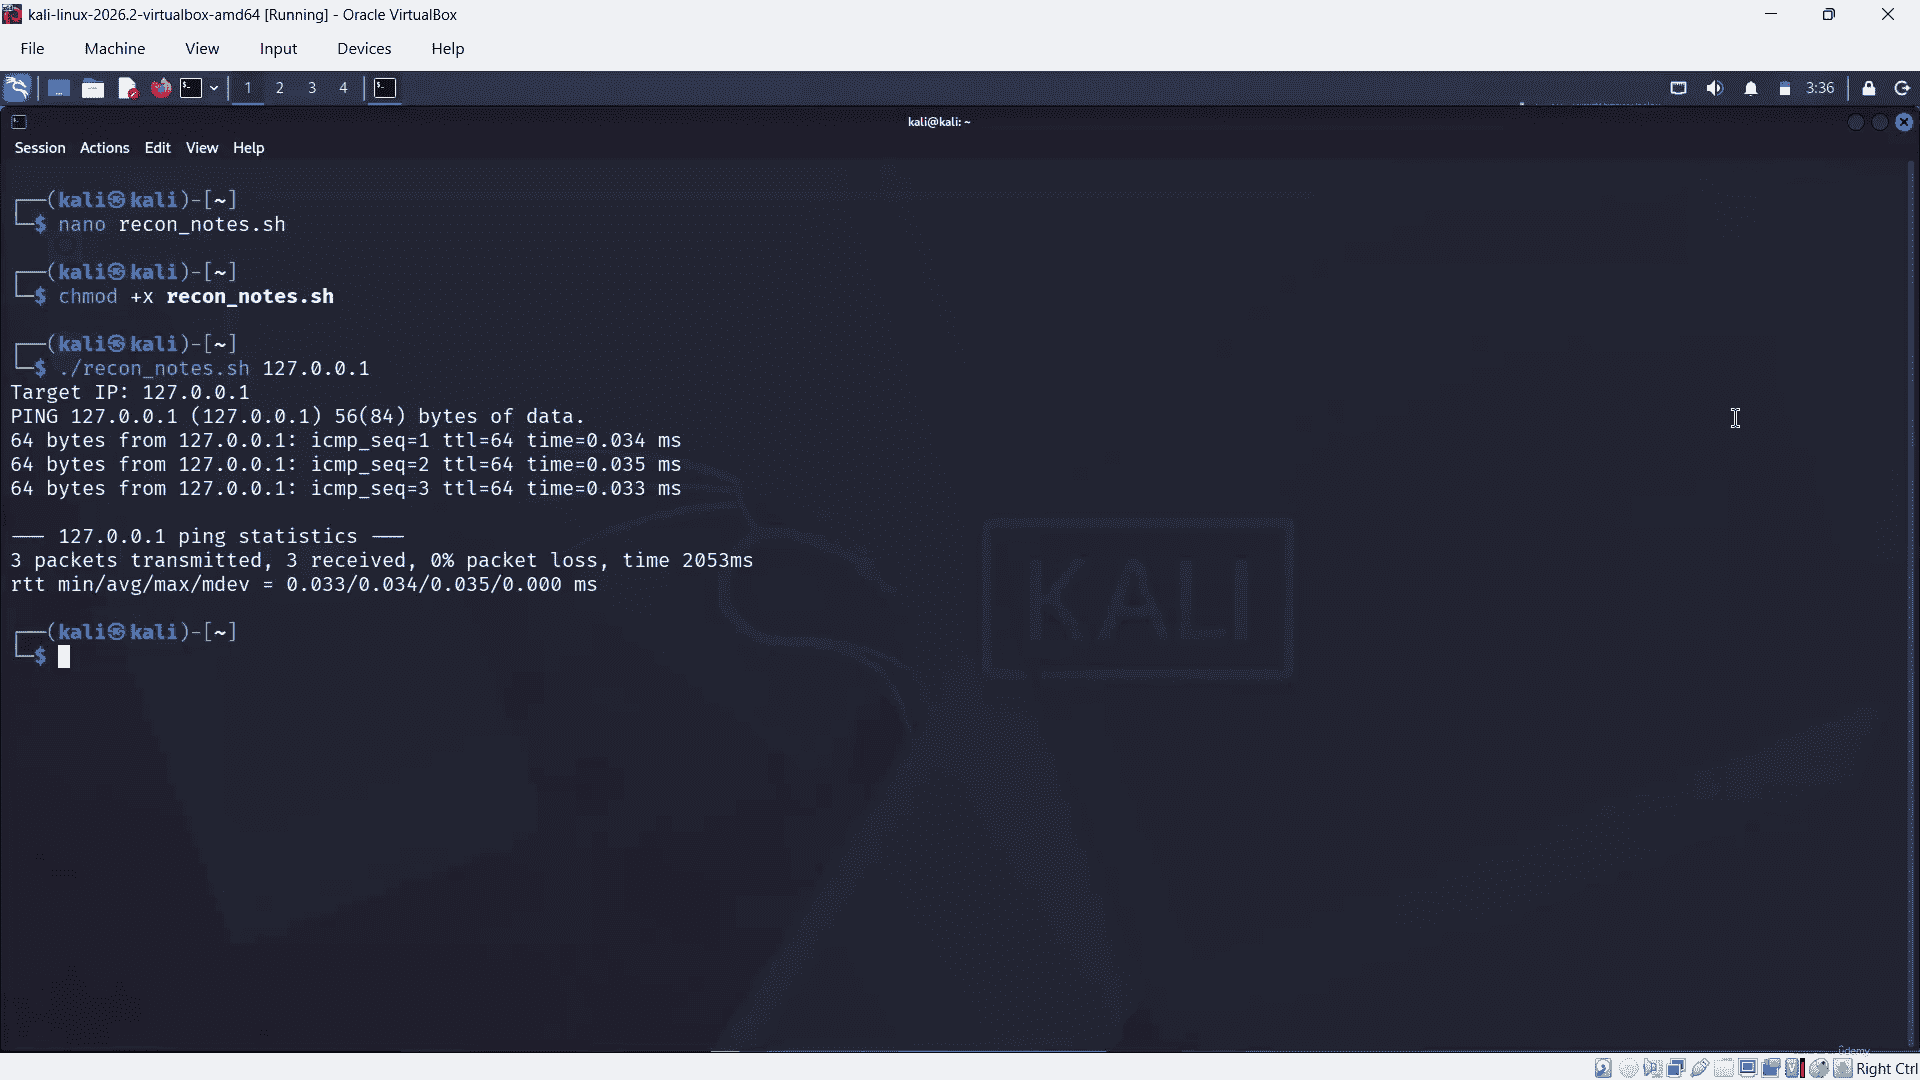 kali-linux-2026.2-virtualbox-amd64 [Running] - Oracle VirtualBox
File Machine View Input Devices Help
1 2 3 4 3:36
kali@kali: ~
Session Actions Edit View Help
┌──(kali㉿kali)-[~]
└─$ nano recon_notes.sh
┌──(kali㉿kali)-[~]
└─$ chmod +x recon_notes.sh
┌──(kali㉿kali)-[~]
└─$ ./recon_notes.sh 127.0.0.1
Target IP: 127.0.0.1
PING 127.0.0.1 (127.0.0.1) 56(84) bytes of data.
64 bytes from 127.0.0.1: icmp_seq=1 ttl=64 time=0.034 ms
64 bytes from 127.0.0.1: icmp_seq=2 ttl=64 time=0.035 ms
64 bytes from 127.0.0.1: icmp_seq=3 ttl=64 time=0.033 ms
--- 127.0.0.1 ping statistics ---
3 packets transmitted, 3 received, 0% packet loss, time 2053ms
rtt min/avg/max/mdev = 0.033/0.034/0.035/0.000 ms
┌──(kali㉿kali)-[~]
└─$
KALI
udemy
Right Ctrl